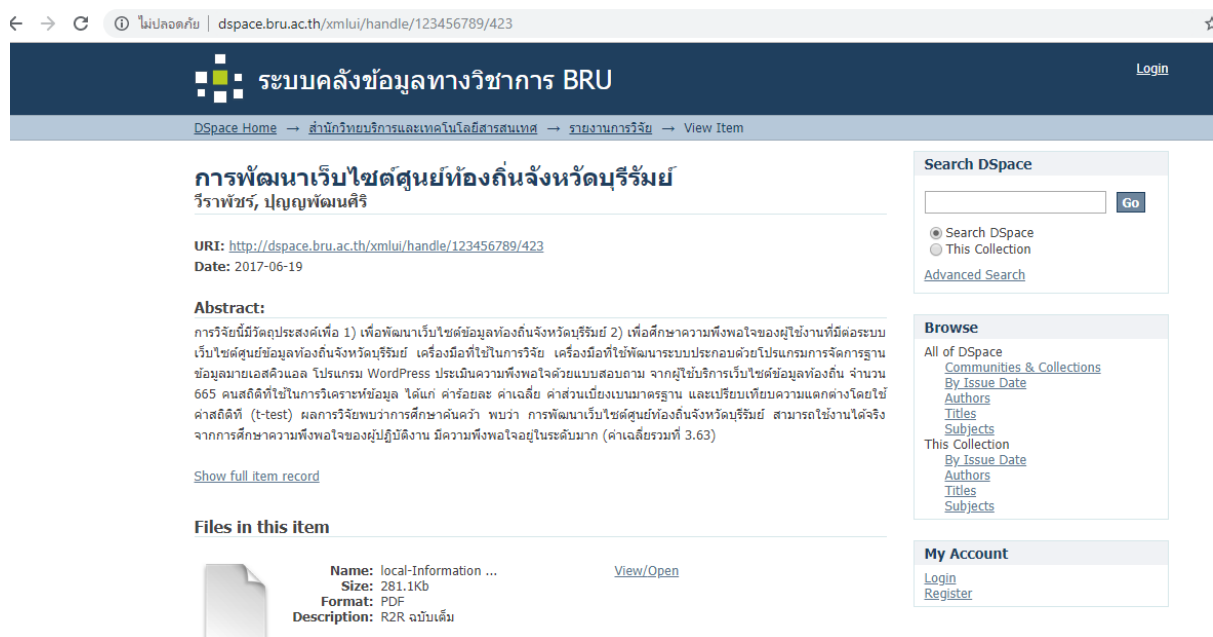 ไม่ปลอดภัย | dspace.bru.ac.th/xmlui/handle/123456789/423
ระบบคลังข้อมูลทางวิชาการ BRU
Login
DSpace Home → สำนักวิทยบริการและเทคโนโลยีสารสนเทศ → รายงานการวิจัย → View Item
การพัฒนาเว็บไซต์ศูนย์ท้องถิ่นจังหวัดบุรีรัมย์
วีราพัชร์, ปุญญพัฒนศิริ
URI: http://dspace.bru.ac.th/xmlui/handle/123456789/423
Date: 2017-06-19
Abstract:
การวิจัยนี้มีวัตถุประสงค์เพื่อ 1) เพื่อพัฒนาเว็บไซต์ข้อมูลท้องถิ่นจังหวัดบุรีรัมย์ 2) เพื่อศึกษาความพึงพอใจของผู้ใช้งานที่มีต่อระบบ
เว็บไซต์ศูนย์ข้อมูลท้องถิ่นจังหวัดบุรีรัมย์ เครื่องมือที่ใช้ในการวิจัย เครื่องมือที่ใช้พัฒนาระบบประกอบด้วยโปรแกรมการจัดการฐาน
ข้อมูลมายเอสคิวแอล โปรแกรม WordPress ประเมินความพึงพอใจด้วยแบบสอบถาม จากผู้ใช้บริการเว็บไซต์ข้อมูลท้องถิ่น จำนวน
665 คนสถิติที่ใช้ในการวิเคราะห์ข้อมูล ได้แก่ ค่าร้อยละ ค่าเฉลี่ย ค่าส่วนเบี่ยงเบนมาตรฐาน และเปรียบเทียบความแตกต่างโดยใช้
ค่าสถิติที (t-test) ผลการวิจัยพบว่าการศึกษาค้นคว้า พบว่า การพัฒนาเว็บไซต์ศูนย์ท้องถิ่นจังหวัดบุรีรัมย์ สามารถใช้งานได้จริง
จากการศึกษาความพึงพอใจของผู้ปฏิบัติงาน มีความพึงพอใจอยู่ในระดับมาก (ค่าเฉลี่ยรวมที่ 3.63)
Show full item record
Files in this item
Name: local-Information ...
View/Open
Size: 281.1Kb
Format: PDF
Description: R2R ฉบับเต็ม
Search DSpace
Go
Search DSpace
This Collection
Advanced Search
Browse
All of DSpace
Communities & Collections
By Issue Date
Authors
Titles
Subjects
This Collection
By Issue Date
Authors
Titles
Subjects
My Account
Login
Register